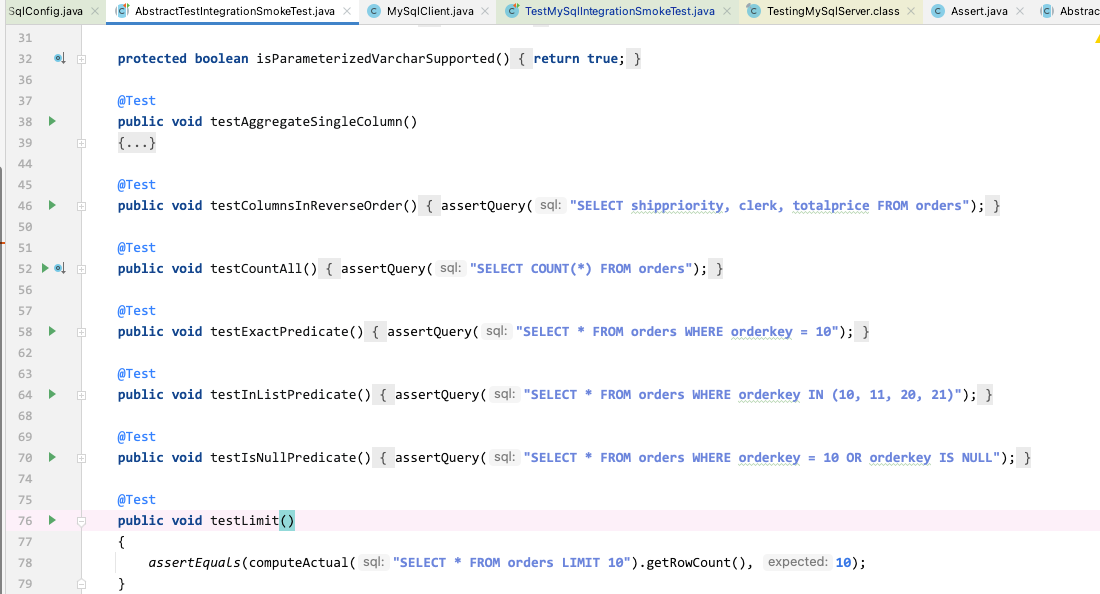 SqlConfig.java AbstractTestIntegrationSmokeTest.java MySqlClient.java TestMySqlIntegrationSmokeTest.java TestingMySqlServer.class Assert.java Abstrac
31
32 protected boolean isParameterizedVarcharSupported() { return true; }
36
37 @Test
38 public void testAggregateSingleColumn()
39 {...}
44
45 @Test
46 public void testColumnsInReverseOrder() { assertQuery( sql: "SELECT shippriority, clerk, totalprice FROM orders"); }
50
51 @Test
52 public void testCountAll() { assertQuery( sql: "SELECT COUNT(*) FROM orders"); }
56
57 @Test
58 public void testExactPredicate() { assertQuery( sql: "SELECT * FROM orders WHERE orderkey = 10"); }
62
63 @Test
64 public void testInListPredicate() { assertQuery( sql: "SELECT * FROM orders WHERE orderkey IN (10, 11, 20, 21)"); }
68
69 @Test
70 public void testIsNullPredicate() { assertQuery( sql: "SELECT * FROM orders WHERE orderkey = 10 OR orderkey IS NULL"); }
74
75 @Test
76 public void testLimit()
77 {
78 assertEquals(computeActual( sql: "SELECT * FROM orders LIMIT 10").getRowCount(), expected: 10);
79 }